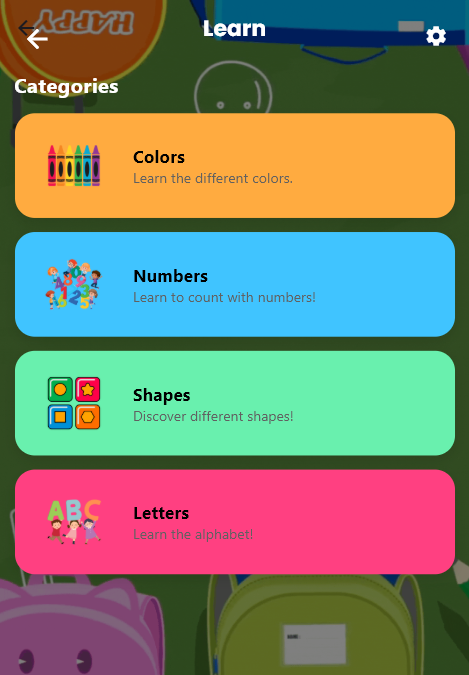 HAPPY
Learn
Categories
Colors
Learn the different colors.
Numbers
Learn to count with numbers!
Shapes
Discover different shapes!
ABC
Letters
Learn the alphabet!